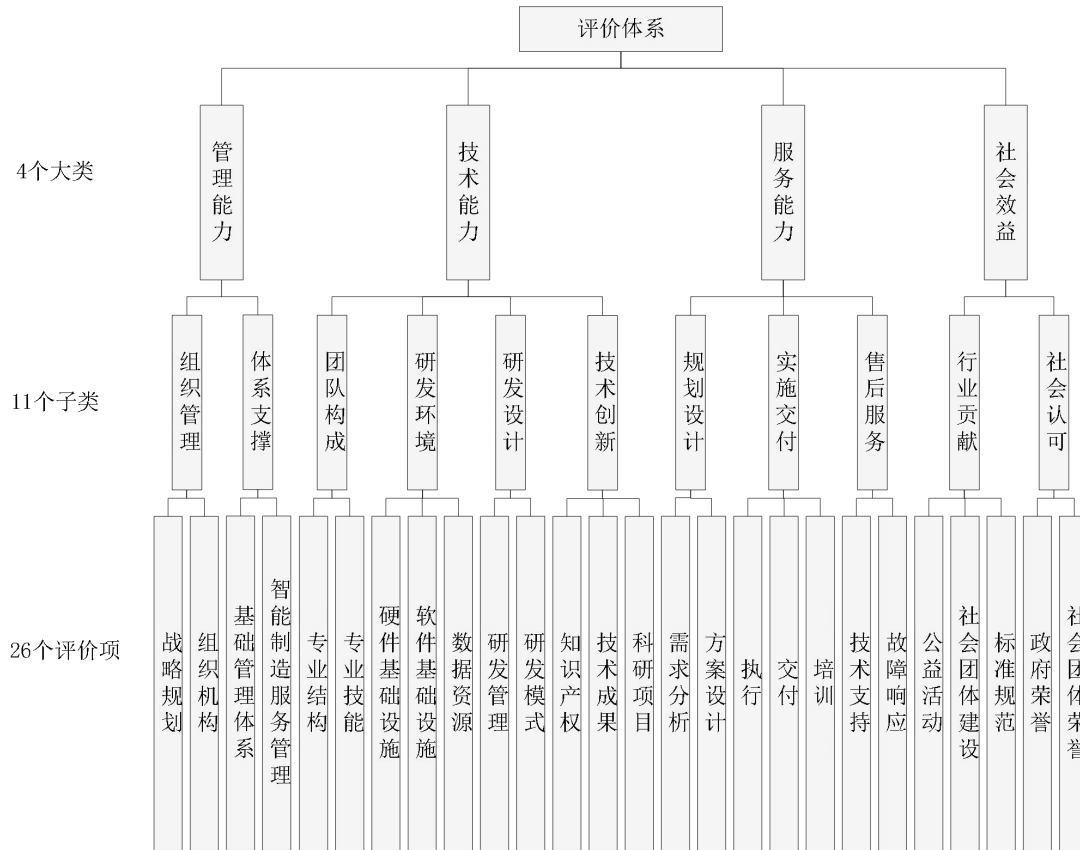 评价体系
4个大类
管理能力
技术能力
服务能力
社会效益
11个子类
组织管理
体系支撑
团队构成
研发环境
研发设计
技术创新
规划设计
实施交付
售后服务
行业贡献
社会认可
26个评价项
战略规划
组织机构
基础管理体系
智能制造服务管理
专业结构
专业技能
硬件基础设施
软件基础设施
数据资源
研发管理
研发模式
知识产权
技术成果
科研项目
需求分析
方案设计
执行
交付
培训
技术支持
故障响应
公益活动
社会团体建设
标准规范
政府荣誉
社会团体荣誉